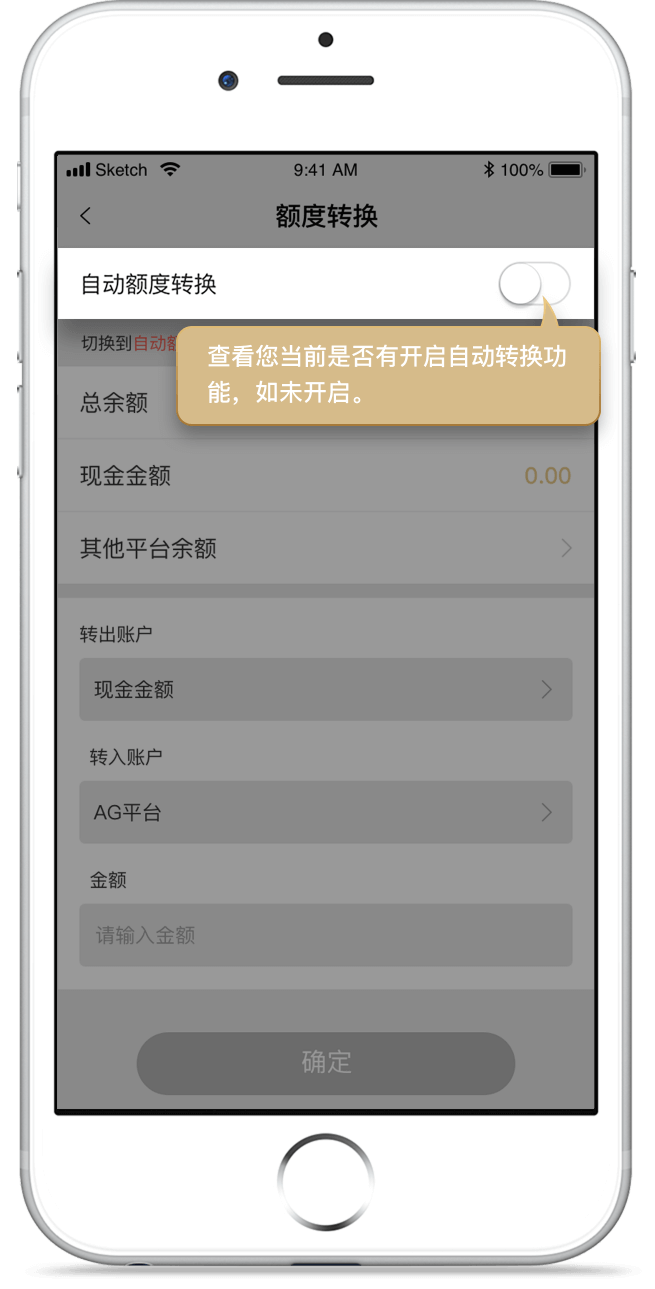 Sketch 9:41 AM 100%
额度转换
自动额度转换
切换到自动
查看您当前是否有开启自动转换功
能，如未开启。
总余额
现金金额 0.00
其他平台余额
转出账户
现金金额
转入账户
AG平台
金额
请输入金额
确定